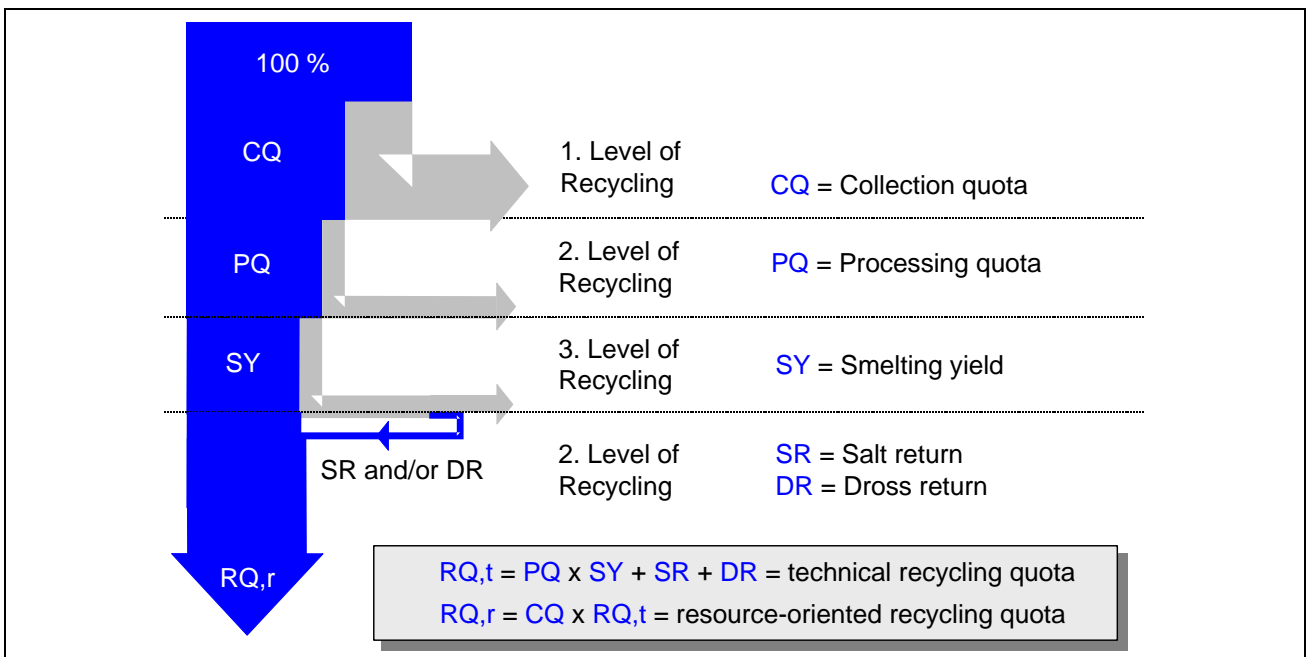 100 %
CQ
1. Level of
Recycling
CQ = Collection quota
PQ
2. Level of
Recycling
PQ = Processing quota
SY
3. Level of
Recycling
SY = Smelting yield
SR and/or DR
2. Level of
Recycling
SR = Salt return
DR = Dross return
RQ,r
RQ,t = PQ x SY + SR + DR = technical recycling quota
RQ,r = CQ x RQ,t = resource-oriented recycling quota